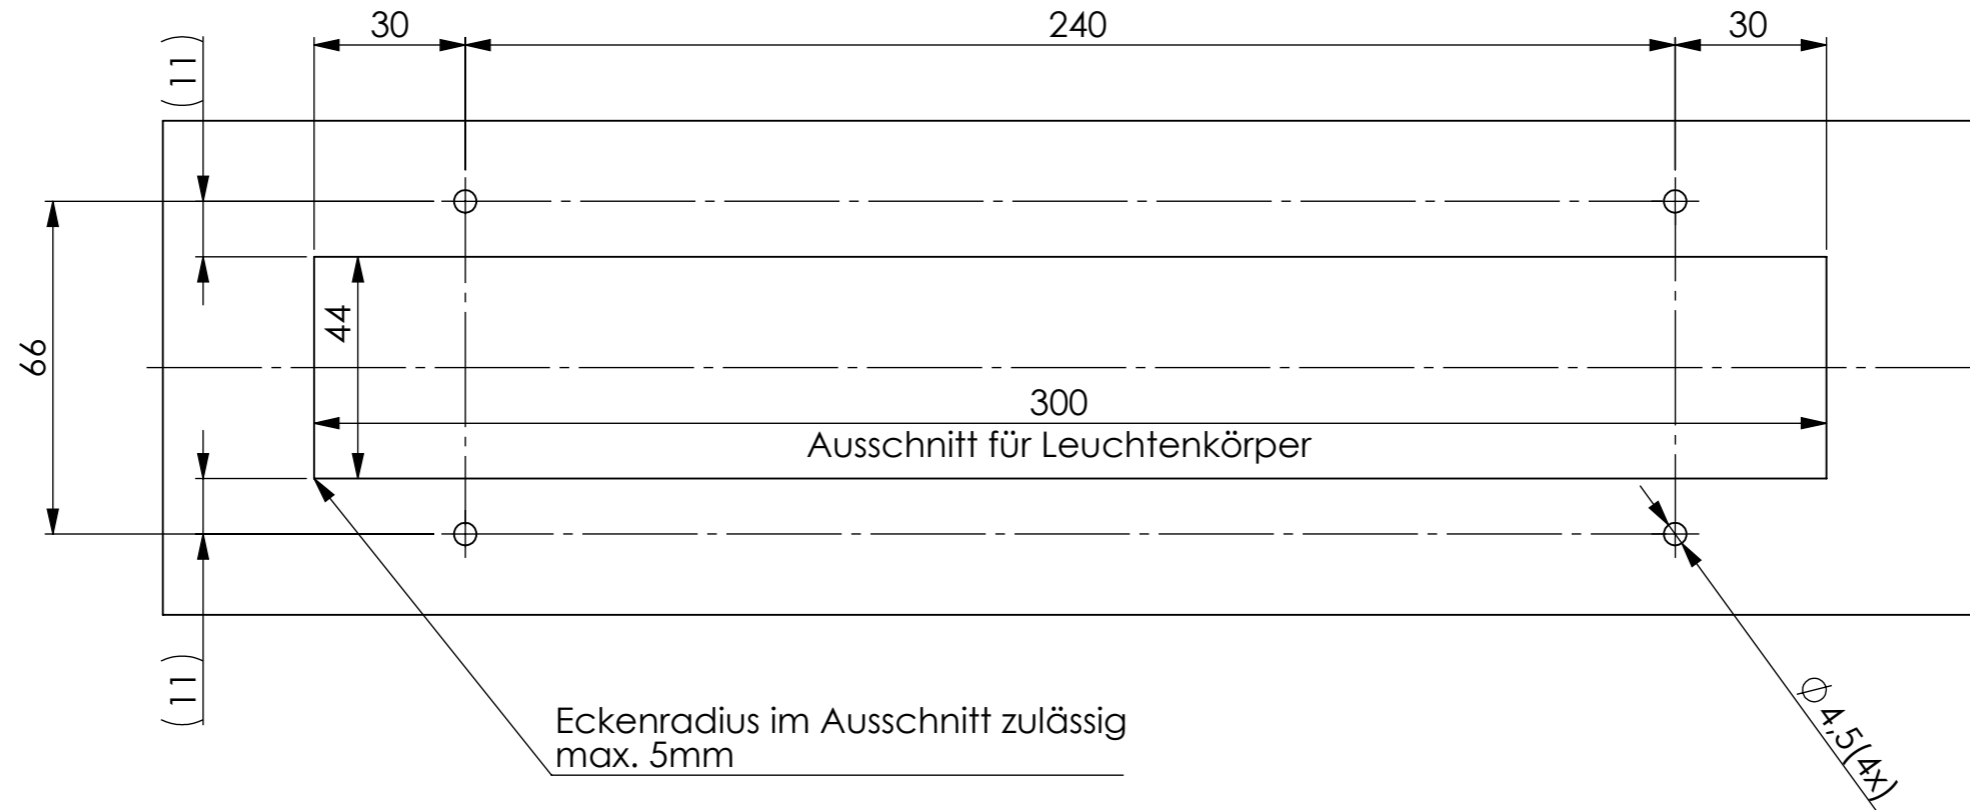 30
240
30
(11)
66
44
300
Ausschnitt für Leuchtenkörper
(11)
Eckenradius im Ausschnitt zulässig
max. 5mm
∅4,5(4x)